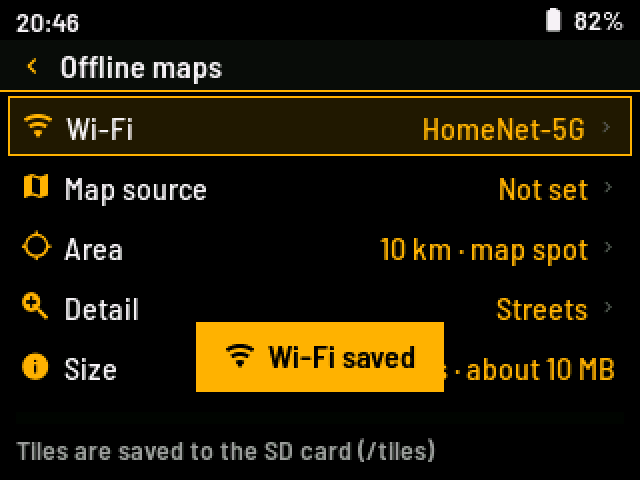 20:46 82%
Offline maps
Wi-Fi HomeNet-5G
Map source Not set
Area 10 km · map spot
Detail Streets
Wi-Fi saved
Size · about 10 MB
Tiles are saved to the SD card (/tiles)